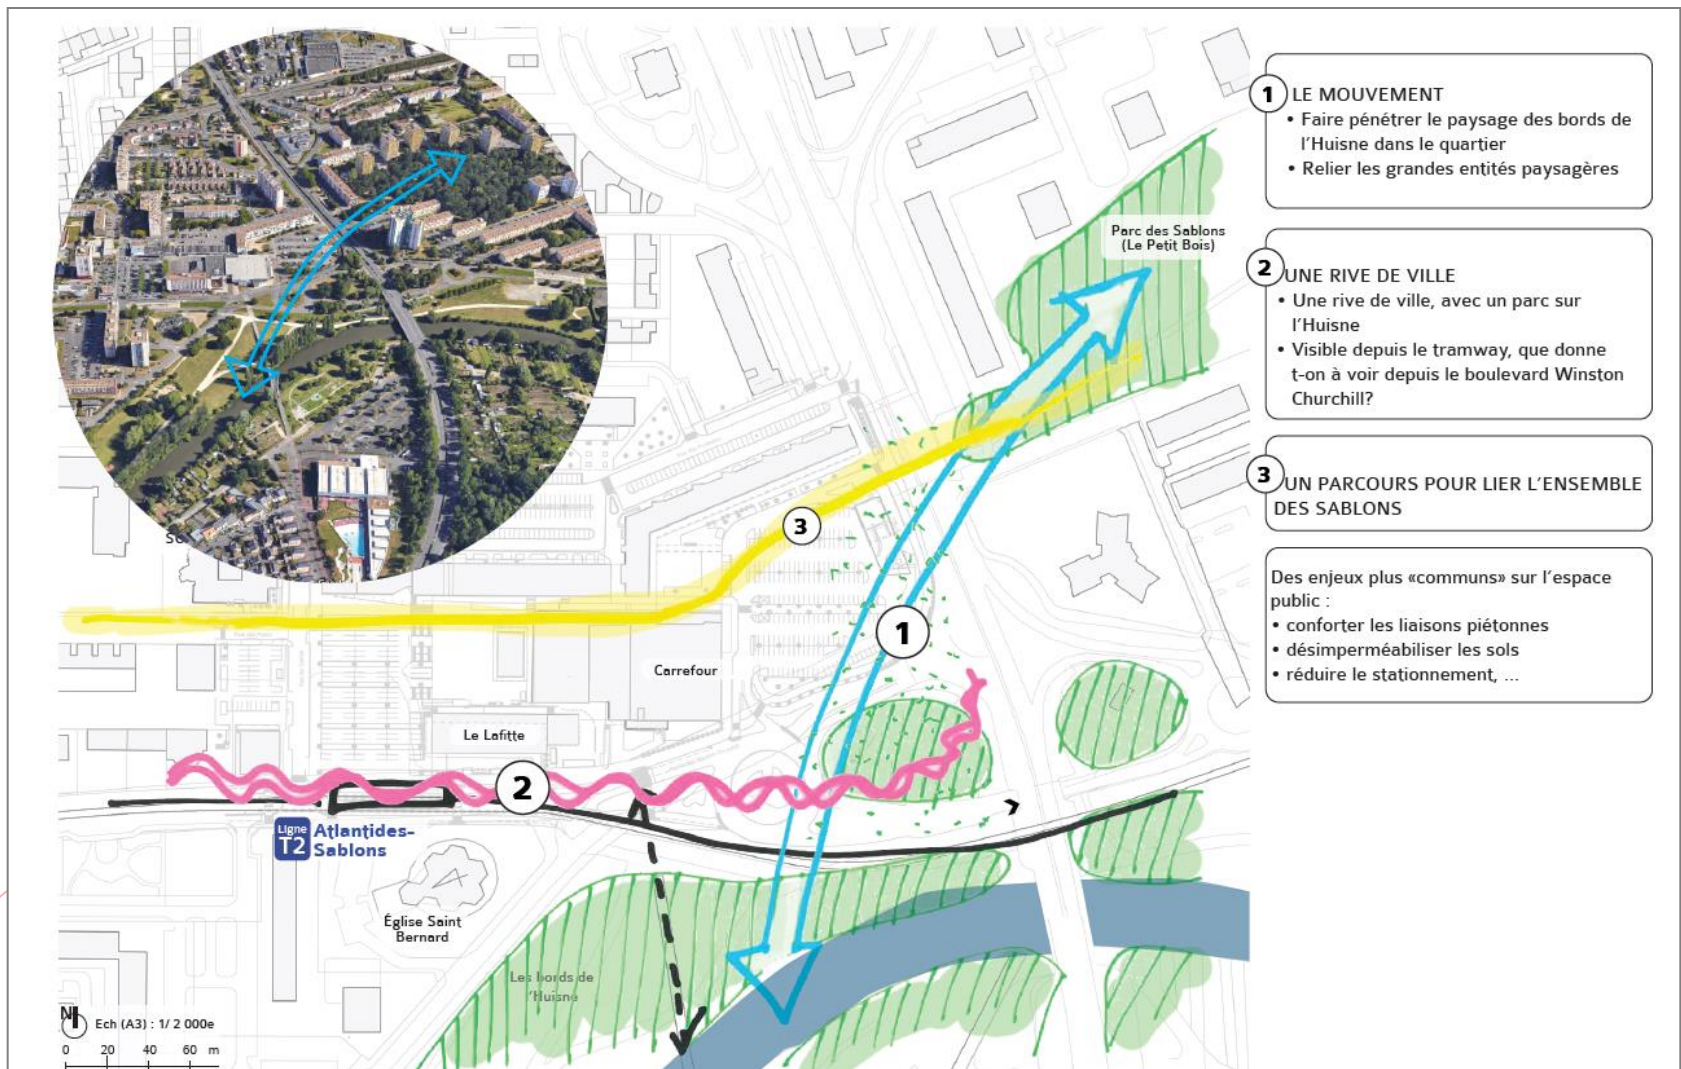 1 LE MOUVEMENT
• Faire pénétrer le paysage des bords de
l'Huisne dans le quartier
• Relier les grandes entités paysagères
2 UNE RIVE DE VILLE
• Une rive de ville, avec un parc sur
l'Huisne
• Visible depuis le tramway, que donne
t-on à voir depuis le boulevard Winston
Churchill?
3 UN PARCOURS POUR LIER L'ENSEMBLE
DES SABLONS
Des enjeux plus «communs» sur l'espace
public :
• conforter les liaisons piétonnes
• désimperméabiliser les sols
• réduire le stationnement, ...
Parc des Sablons
(Le Petit Bois)
3
1
Carrefour
Le Lafitte
2
Ligne
T2
Atlantides-
Sablons
Église Saint
Bernard
Les bords de
l'Huisne
N
Ech (A3) : 1/ 2 000e
0 20 40 60 m